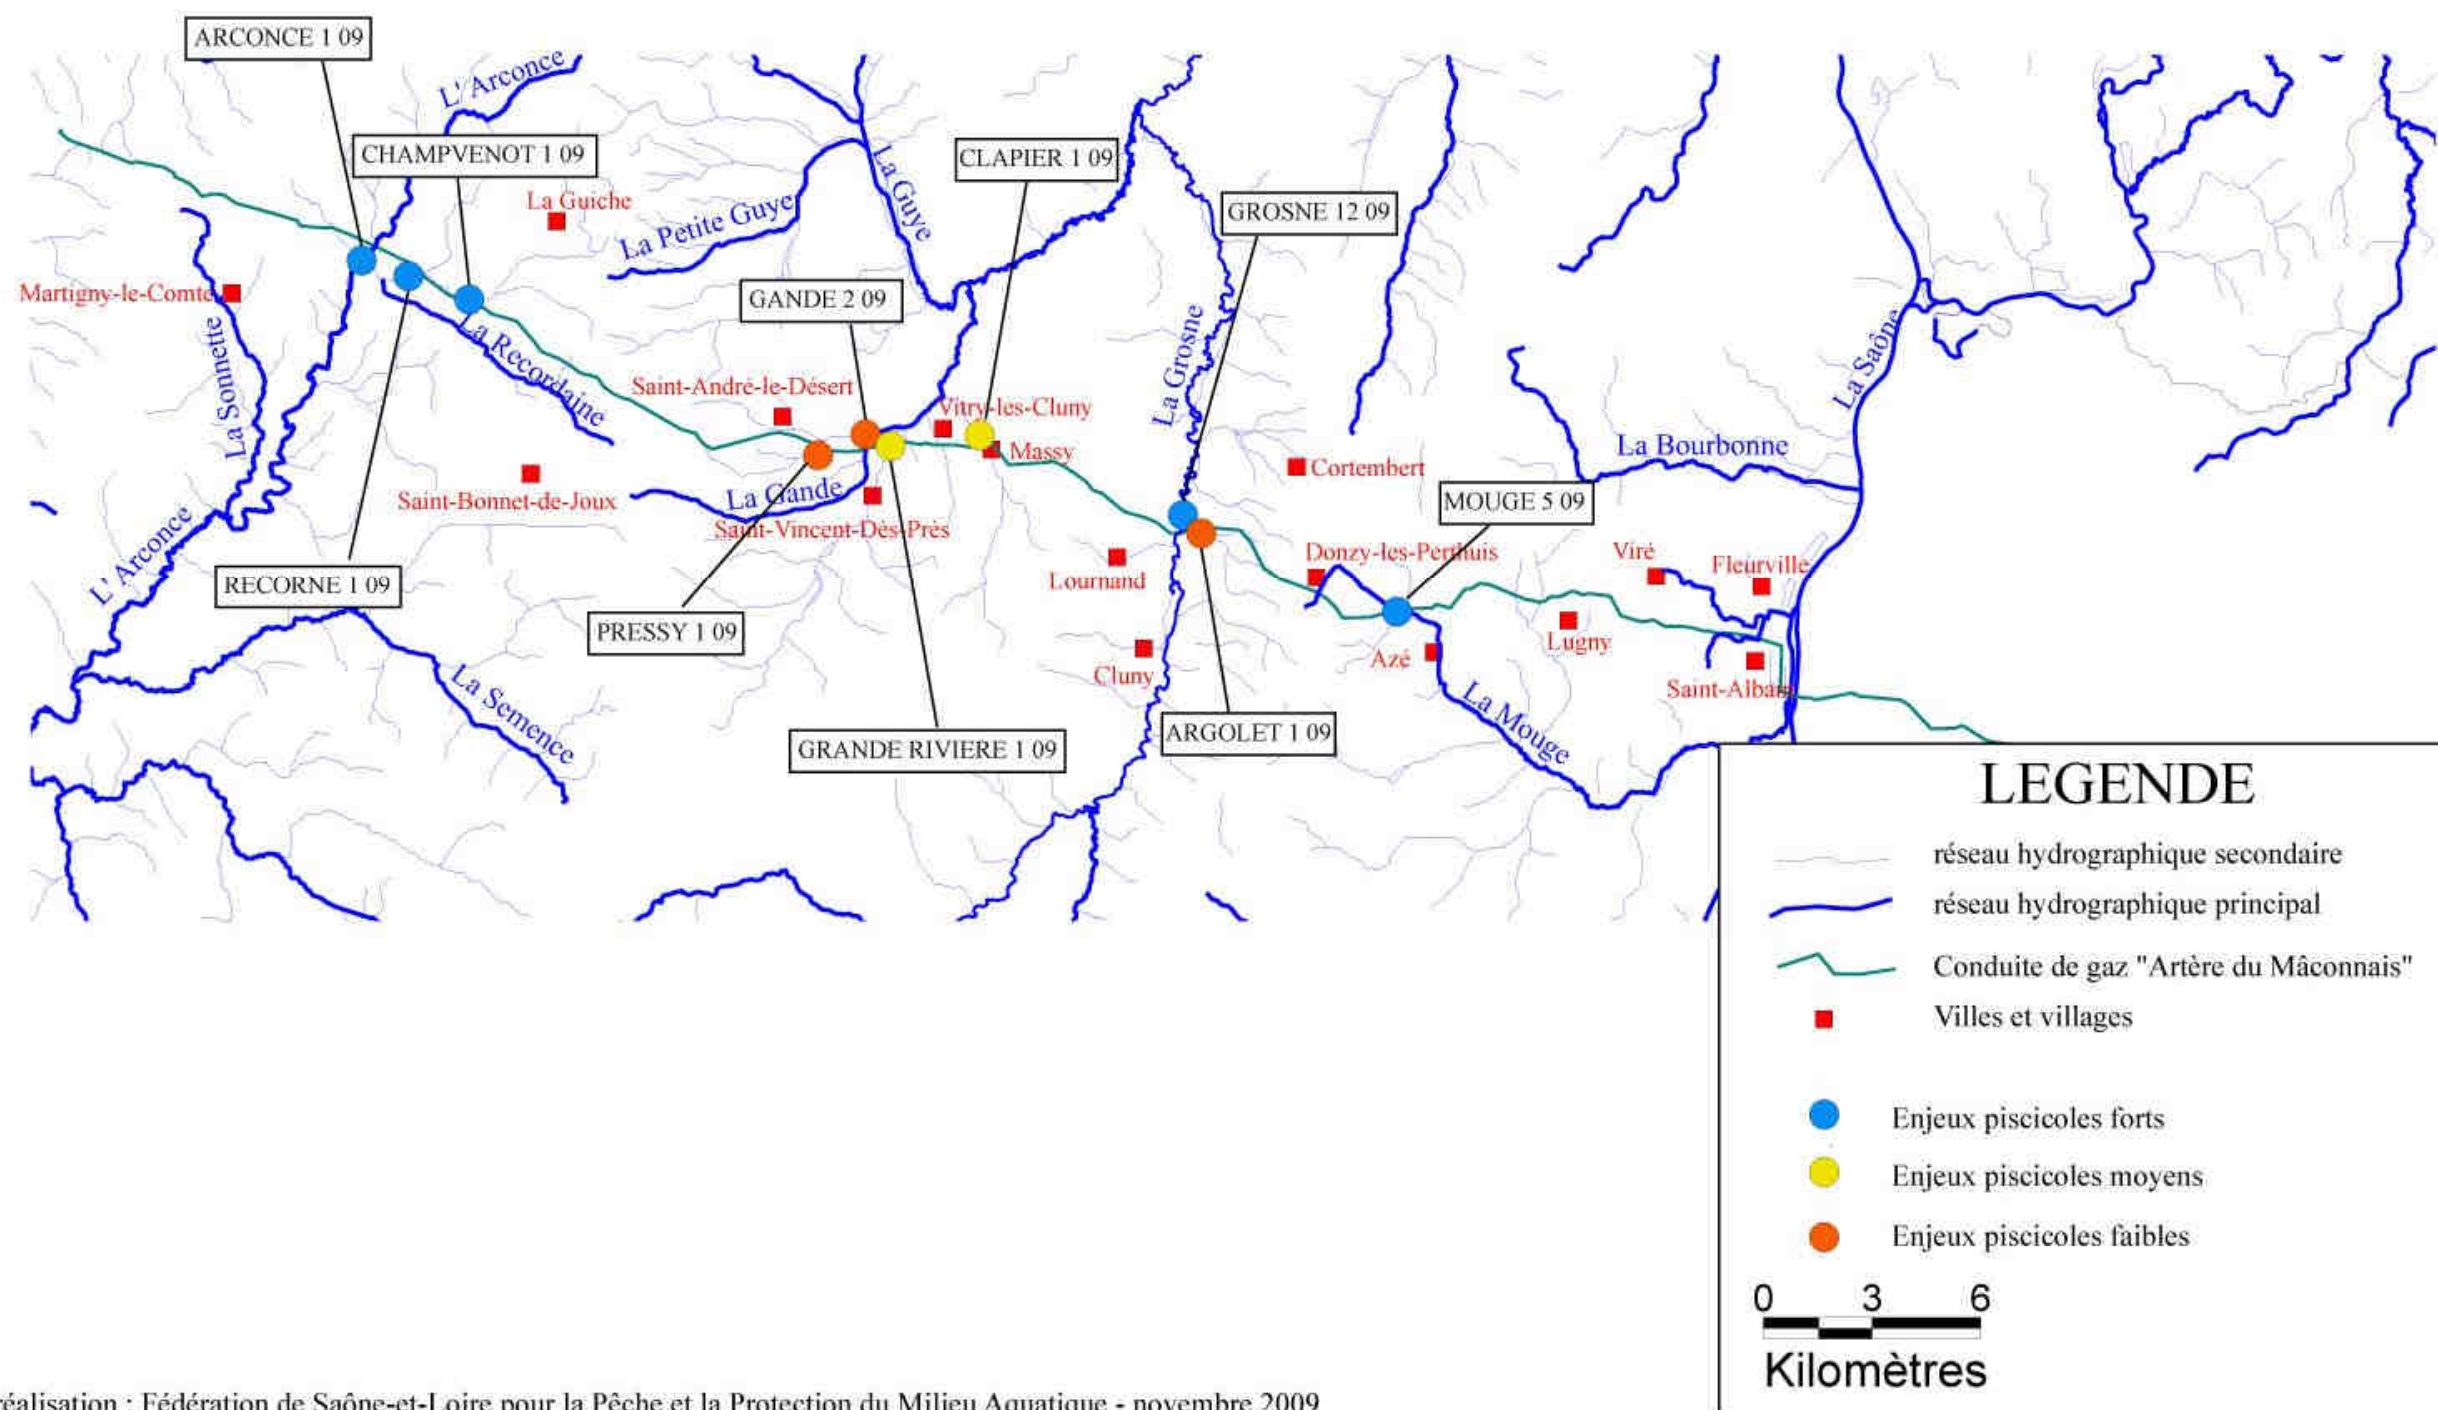 ARCONCE 1 09
L'Arconce
CHAMPVENOT 1 09
CLAPIER 1 09
La Guiche
La Petite Guye
La Guye
GROSNE 12 09
Martigny-le-Comte
GANDE 2 09
La Sonnette
La Recordaine
La Grosne
La Saône
Saint-André-le-Désert
Vitry-les-Cluny
Massy
Cortembert
La Bourbonne
Saint-Bonnet-de-Joux
La Gande
Saint-Vincent-Dès-Près
MOUGE 5 09
L'Arconce
Lournand
Donzy-les-Perthuis
Viré
Fleurville
RECORNE 1 09
PRESSY 1 09
Cluny
Azé
Lugny
Saint-Alban
La Semence
La Mouge
GRANDE RIVIERE 1 09
ARGOLET 1 09
LEGENDE
réseau hydrographique secondaire
réseau hydrographique principal
Conduite de gaz "Artère du Mâconnais"
Villes et villages
Enjeux piscicoles forts
Enjeux piscicoles moyens
Enjeux piscicoles faibles
0 3 6
Kilomètres
réalisation : Fédération de Saône-et-Loire pour la Pêche et la Protection du Milieu Aquatique - novembre 2009